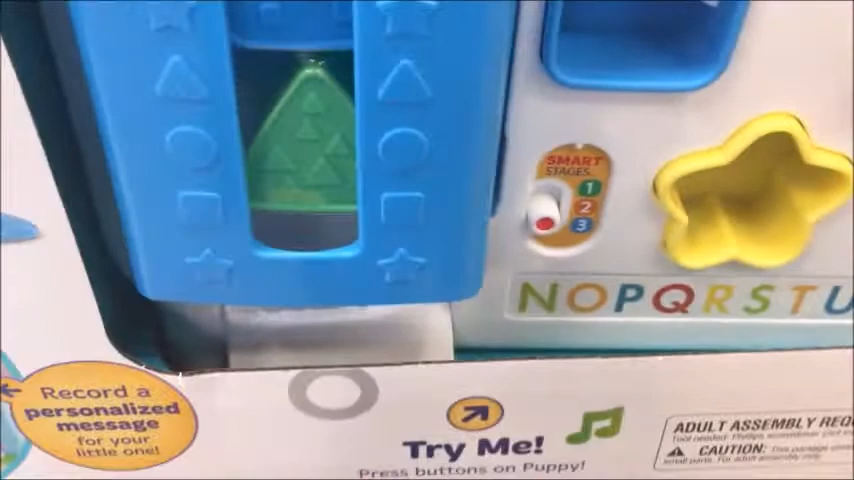 SMART
STAGES
1
2
3
NOPQRSTU
Record a
personalized
message
for your
little one!
Try Me!
Press buttons on Puppy!
ADULT ASSEMBLY
CAUTION: